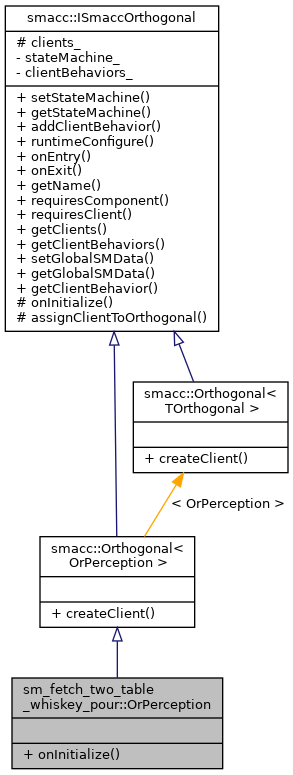 smacc::ISmaccOrthogonal
# clients_
- stateMachine_
- clientBehaviors_
+ setStateMachine()
+ getStateMachine()
+ addClientBehavior()
+ runtimeConfigure()
+ onEntry()
+ onExit()
+ getName()
+ requiresComponent()
+ requiresClient()
+ getClients()
+ getClientBehaviors()
+ setGlobalSMData()
+ getGlobalSMData()
+ getClientBehavior()
# onInitialize()
# assignClientToOrthogonal()
smacc::Orthogonal<
TOrthogonal >
+ createClient()
< OrPerception >
smacc::Orthogonal<
OrPerception >
+ createClient()
sm_fetch_two_table
_whiskey_pour::OrPerception
+ onInitialize()